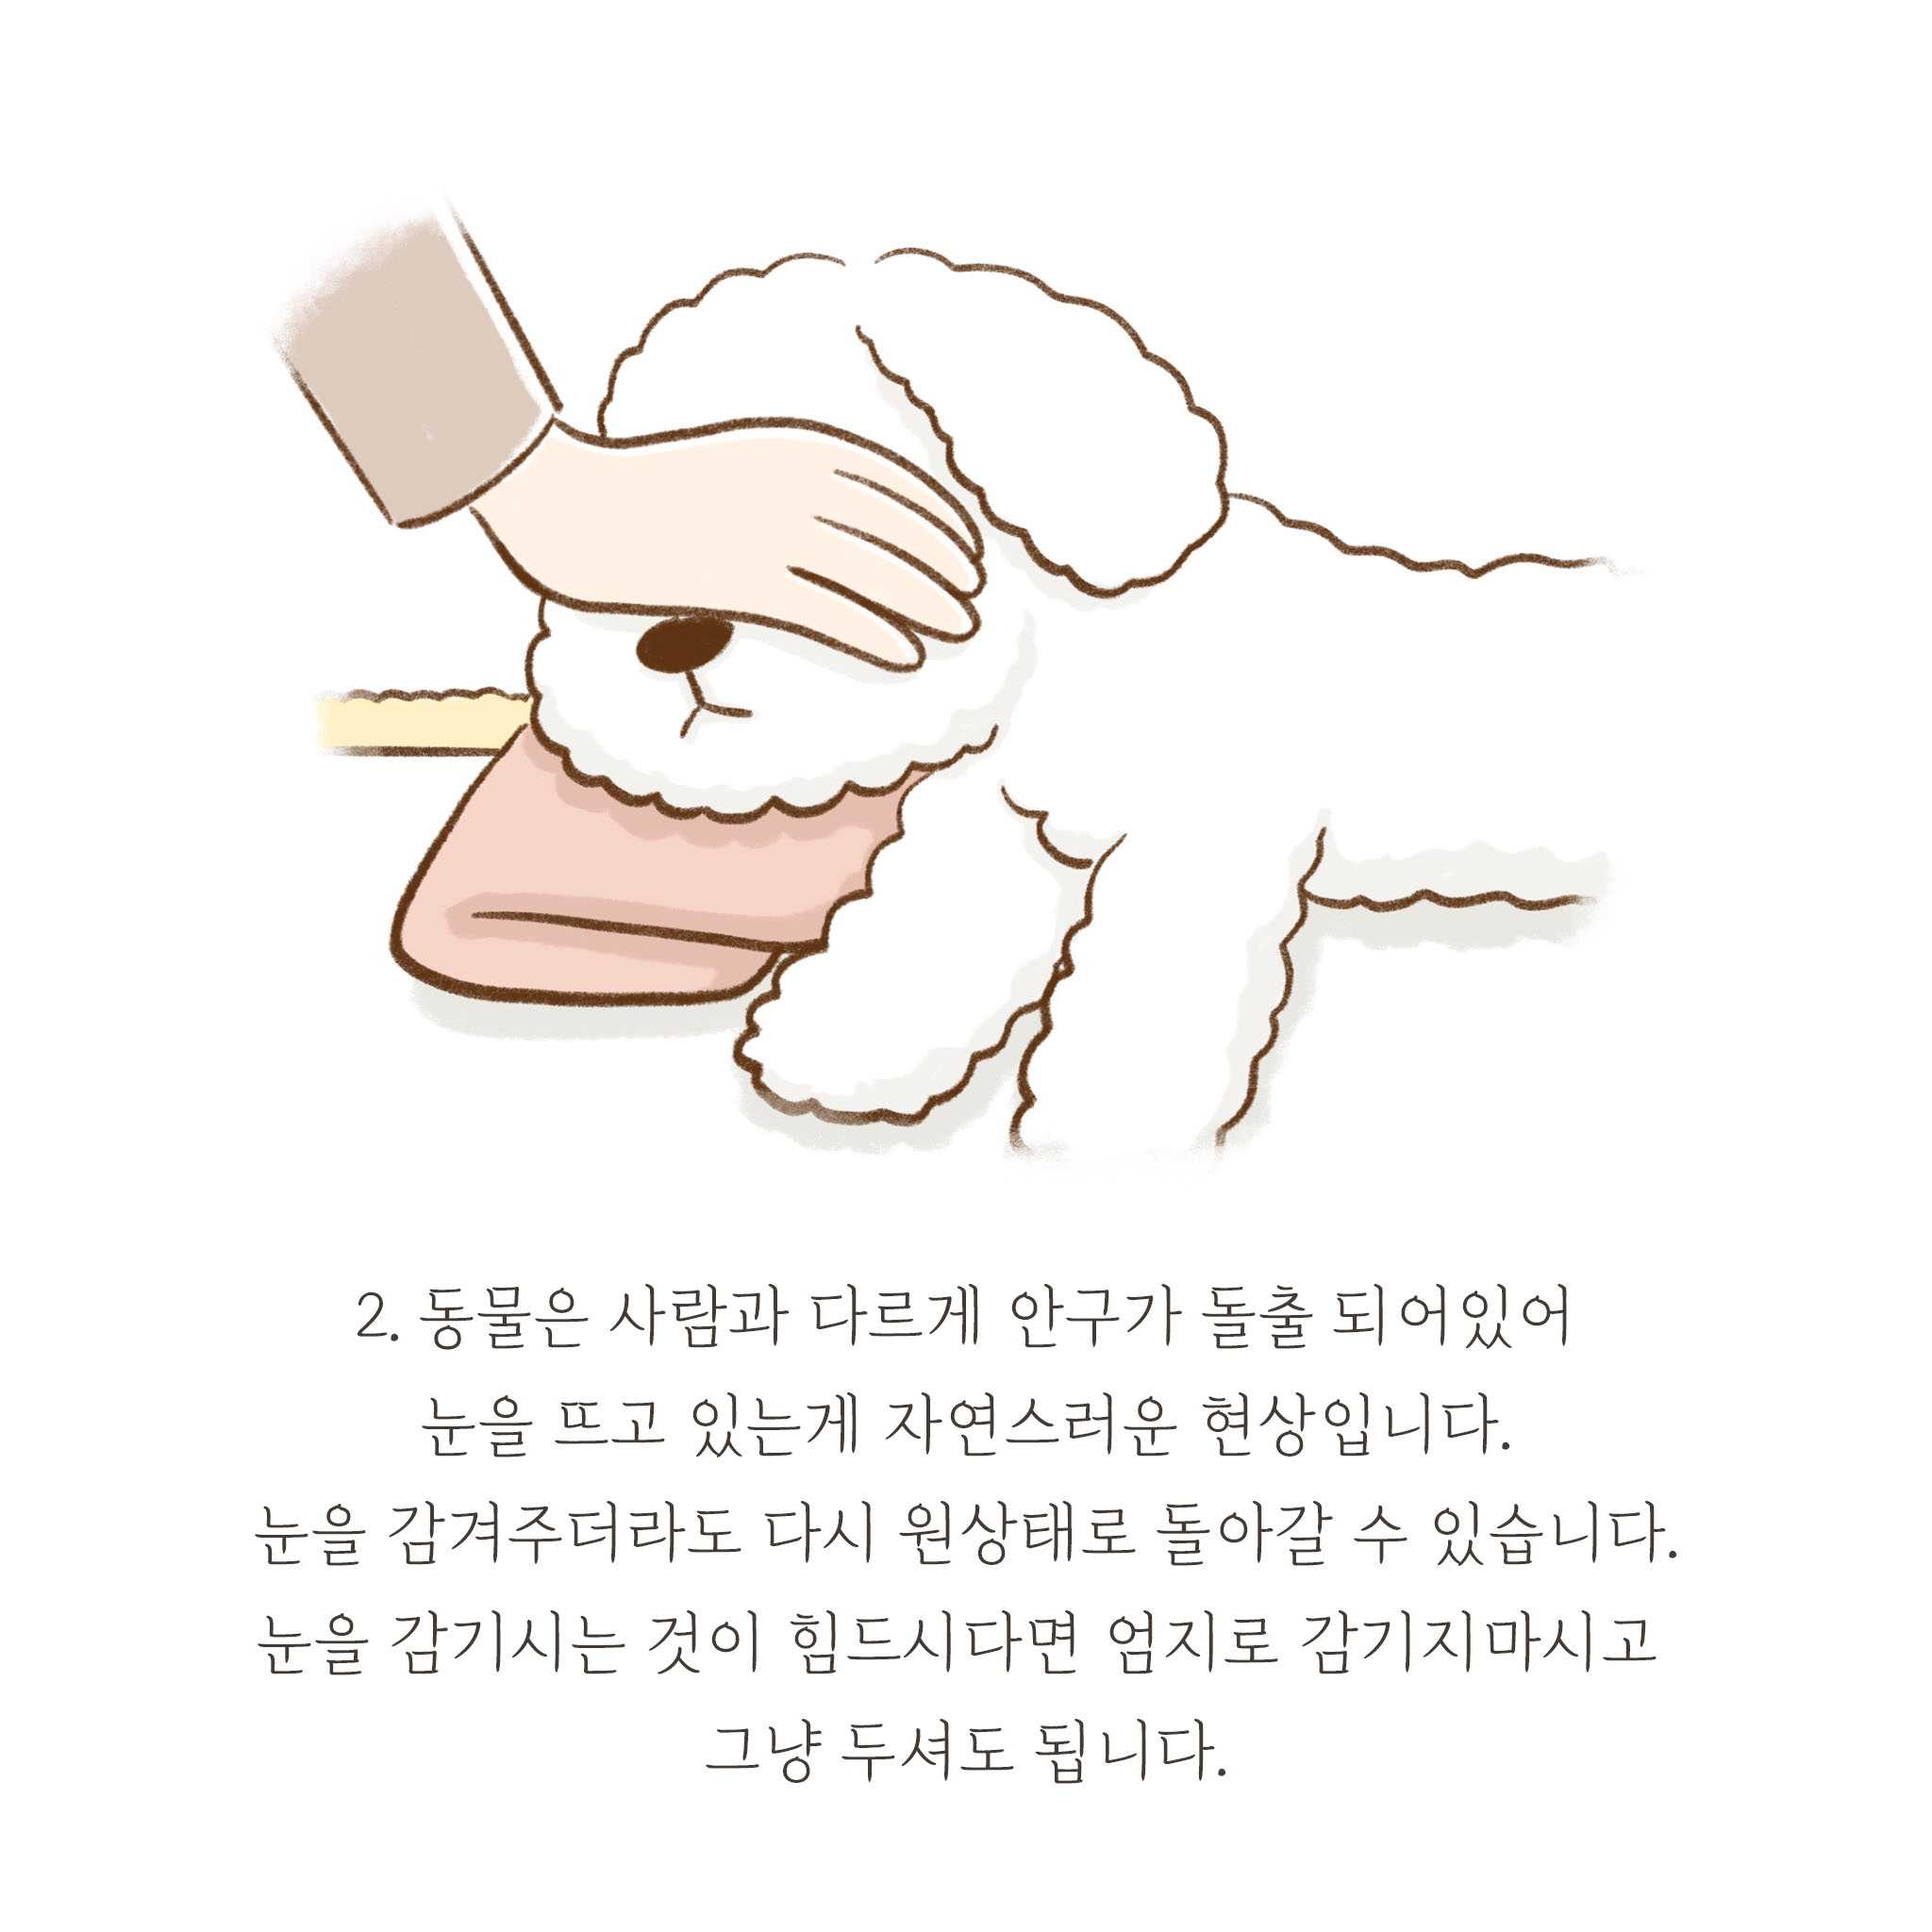 2. 동물은 사람과 다르게 안구가 돌출 되어있어
눈을 뜨고 있는게 자연스러운 현상입니다.
눈을 감겨주더라도 다시 원상태로 돌아갈 수 있습니다.
눈을 감기시는 것이 힘드시다면 엄지로 감기지마시고
그냥 두셔도 됩니다.